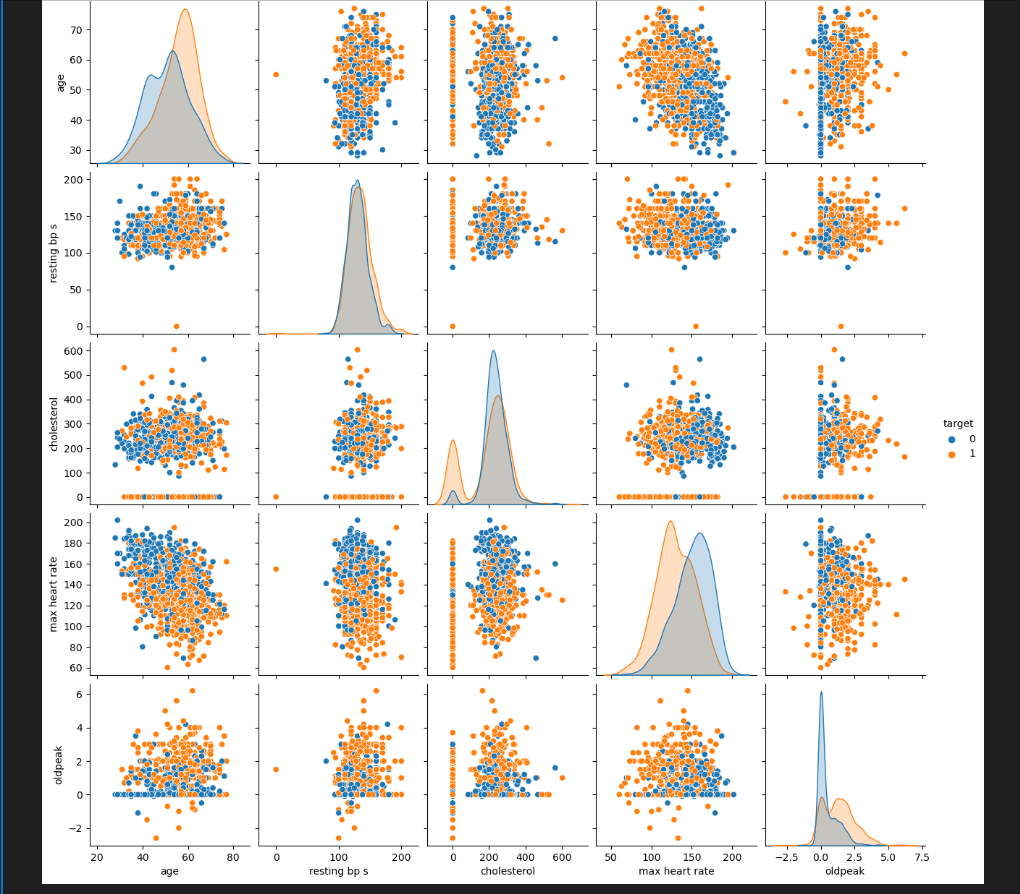 age
70
60
50
40
30
resting bp s
200
150
100
50
0
cholesterol
600
500
400
300
200
100
0
target
0
1
max heart rate
200
180
160
140
120
100
80
60
oldpeak
6
4
2
0
−2
20 40 60 80
0 100 200
0 200 400 600
50 100 150 200
−2.5 0.0 2.5 5.0 7.5
age
resting bp s
cholesterol
max heart rate
oldpeak